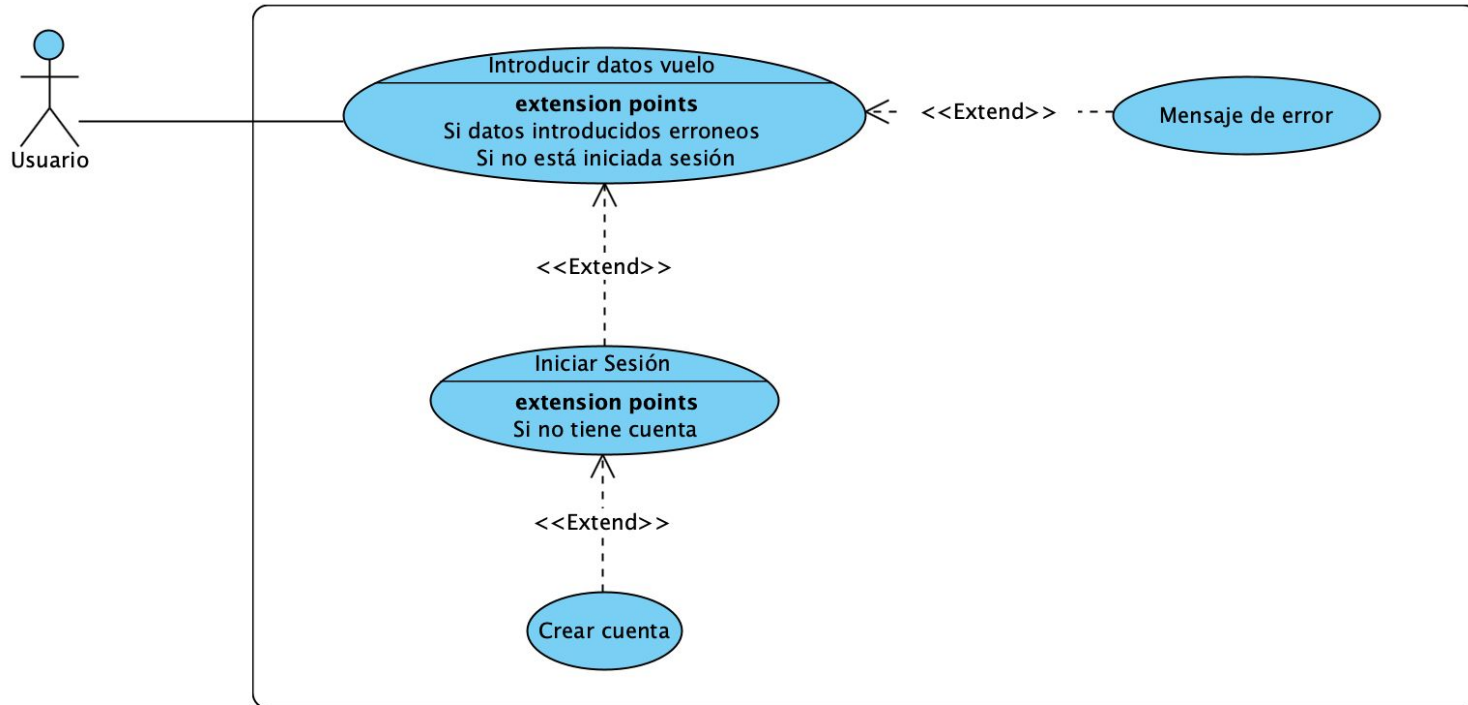 Usuario
Introducir datos vuelo
extension points
Si datos introducidos erroneos
Si no está iniciada sesión
<<Extend>>
Mensaje de error
<<Extend>>
Iniciar Sesión
extension points
Si no tiene cuenta
<<Extend>>
Crear cuenta